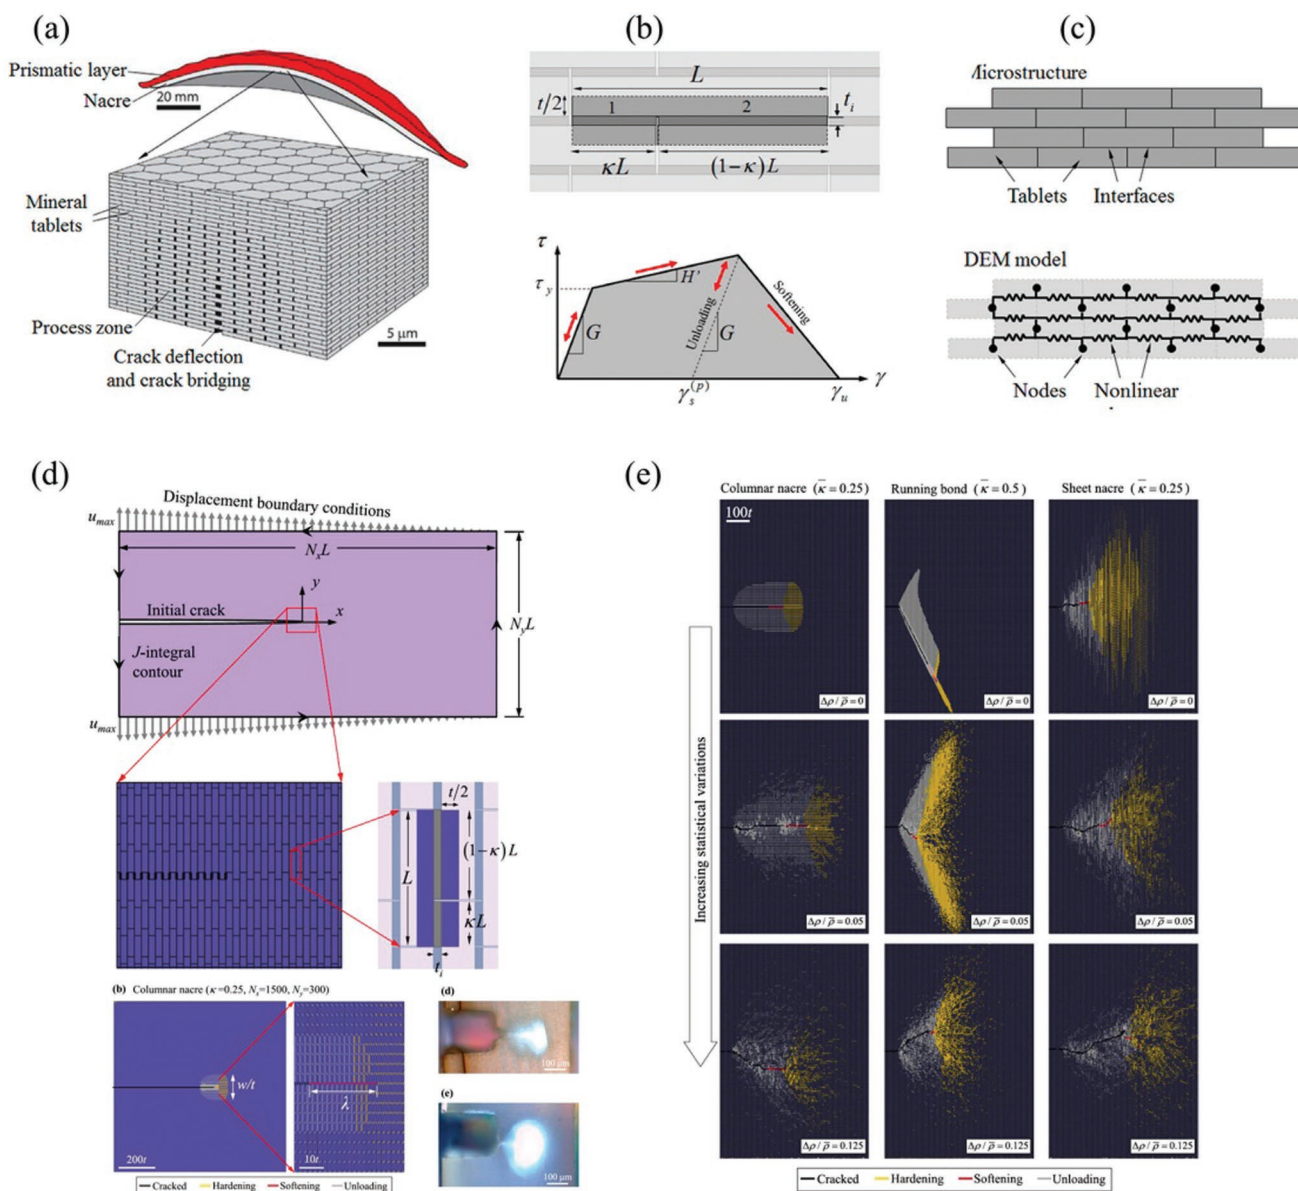 (a)
Prismatic layer
Nacre
20 mm
Mineral
tablets
Process zone
Crack deflection
and crack bridging
5 µm
(b)
L
t/2
1
2
t_i
κL
(1−κ)L
τ
τ_y
H'
G
Unloading
G
Softening
γ_s^(p)
γ_u
γ
(c)
Microstructure
Tablets
Interfaces
DEM model
Nodes
Nonlinear
(d)
Displacement boundary conditions
u_max
N_xL
y
Initial crack
x
N_yL
J-integral
contour
u_max
t/2
(1−κ)L
L
κL
t_i
(b) Columnar nacre (κ=0.25, N_x=1500, N_y=300)
w/t
λ
200t
10t
Cracked
Hardening
Softening
Unloading
(d)
100 µm
(e)
100 µm
(e)
Columnar nacre (κ̄=0.25)
Running bond (κ̄=0.5)
Sheet nacre (κ̄=0.25)
100t
Δρ/ρ̄=0
Δρ/ρ̄=0
Δρ/ρ̄=0
Increasing statistical variations
Δρ/ρ̄=0.05
Δρ/ρ̄=0.05
Δρ/ρ̄=0.05
Δρ/ρ̄=0.125
Δρ/ρ̄=0.125
Δρ/ρ̄=0.125
Cracked
Hardening
Softening
Unloading